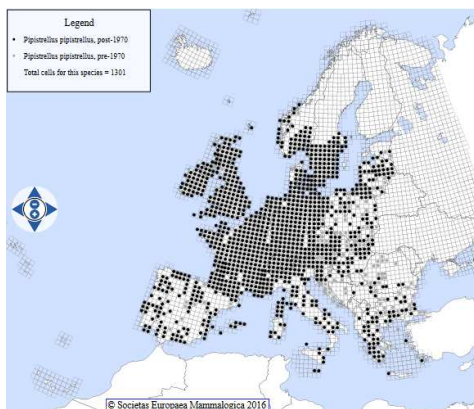 Legend
Pipistrellus pipistrellus, post-1970
Pipistrellus pipistrellus, pre-1970
Total cells for this species = 1301
© Societas Europaea Mammalogica 2016